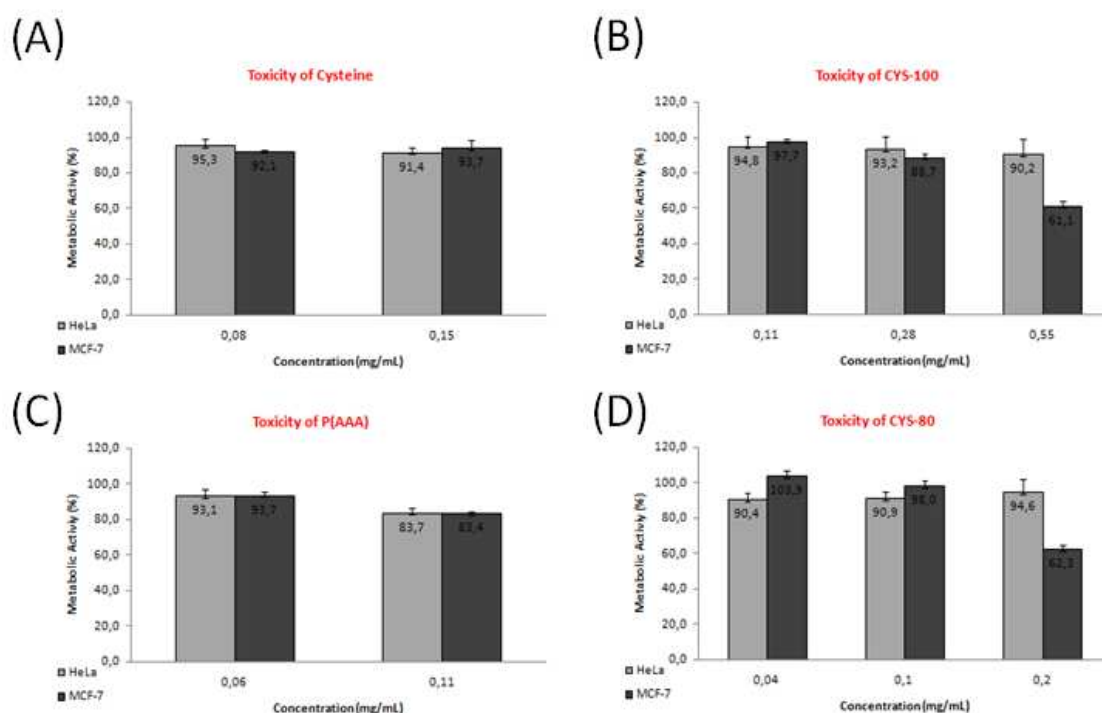 (A)
Toxicity of Cysteine
Metabolic Activiy (%)
120,0
100,0
80,0
60,0
40,0
20,0
0,0
95,3
92,1
91,4
93,7
0,08
0,15
HeLa
MCF-7
Concentration (mg/mL)
(B)
Toxicity of CYS-100
Metabolic Activiy (%)
120,0
100,0
80,0
60,0
40,0
20,0
0,0
94,8
97,7
93,2
88,7
90,2
61,1
0,11
0,28
0,55
HeLa
MCF-7
Concentration (mg/mL)
(C)
Toxicity of P(AAA)
Metabolic Activiy (%)
120,0
100,0
80,0
60,0
40,0
20,0
0,0
93,1
93,7
83,7
83,4
0,06
0,11
HeLa
MCF-7
Concentration (mg/mL)
(D)
Toxicity of CYS-80
Metabolic Activiy (%)
120,0
100,0
80,0
60,0
40,0
20,0
0,0
90,4
103,9
90,9
98,0
94,6
0,04
0,1
0,2
HeLa
MCF-7
Concentration (mg/mL)